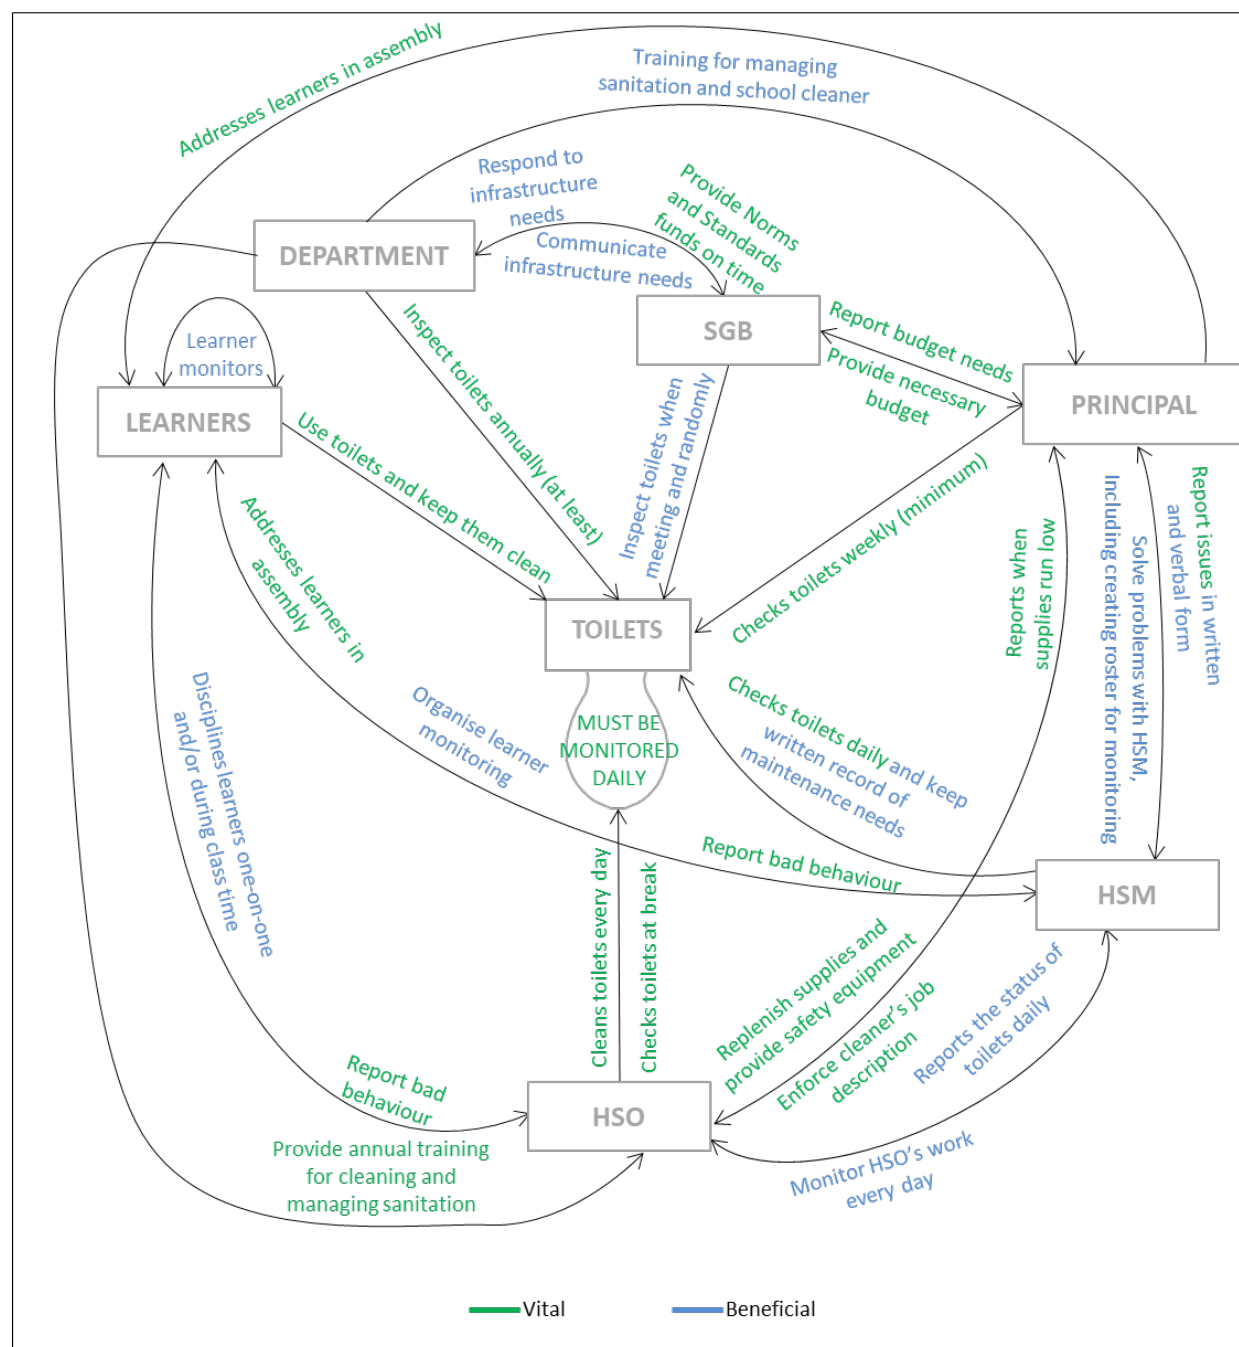 Addresses learners in assembly
Training for managing
sanitation and school cleaner
Respond to
infrastructure
needs
Provide Norms
and Standards
funds on time
DEPARTMENT
Communicate
infrastructure needs
SGB
Learner
monitors
Inspect toilets annually (at least)
Report budget needs
Provide necessary
budget
LEARNERS
PRINCIPAL
Use toilets and keep them clean
Inspect toilets when
meeting and randomly
Checks toilets weekly (minimum)
Addresses learners in
assembly
Reports when
supplies run low
Including creating roster for monitoring
Solve problems with HSM,
Report issues in written
and verbal form
TOILETS
MUST BE
MONITORED
DAILY
Disciplines learners one-on-one
and/or during class time
Organise learner
monitoring
Checks toilets daily and keep
written record of
maintenance needs
Report bad behaviour
HSM
Cleans toilets every day
Checks toilets at break
Replenish supplies and
provide safety equipment
Enforce cleaner's job
description
Reports the status of
toilets daily
Report bad
behaviour
HSO
Provide annual training
for cleaning and
managing sanitation
Monitor HSO's work
every day
Vital
Beneficial